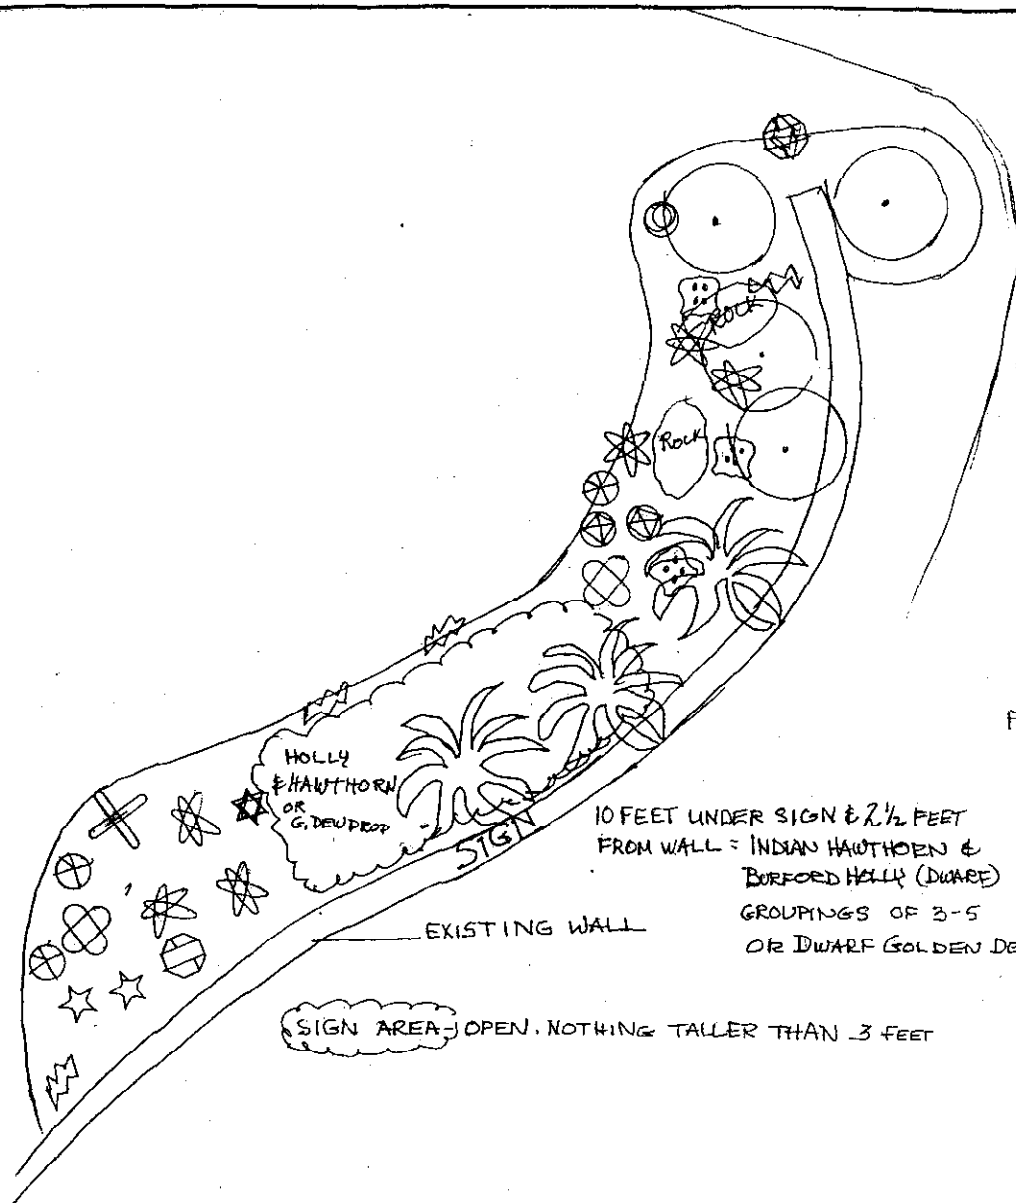 ROCK
ROCK
HOLLY
& HAWTHORN
OR
G. DEWDROP
SIGN
10 FEET UNDER SIGN & 2 1/2 FEET
FROM WALL = INDIAN HAWTHORN &
BURFORD HOLLY (DWARF)
GROUPINGS OF 3-5
OR DWARF GOLDEN DE
EXISTING WALL
SIGN AREA - OPEN. NOTHING TALLER THAN 3 FEET